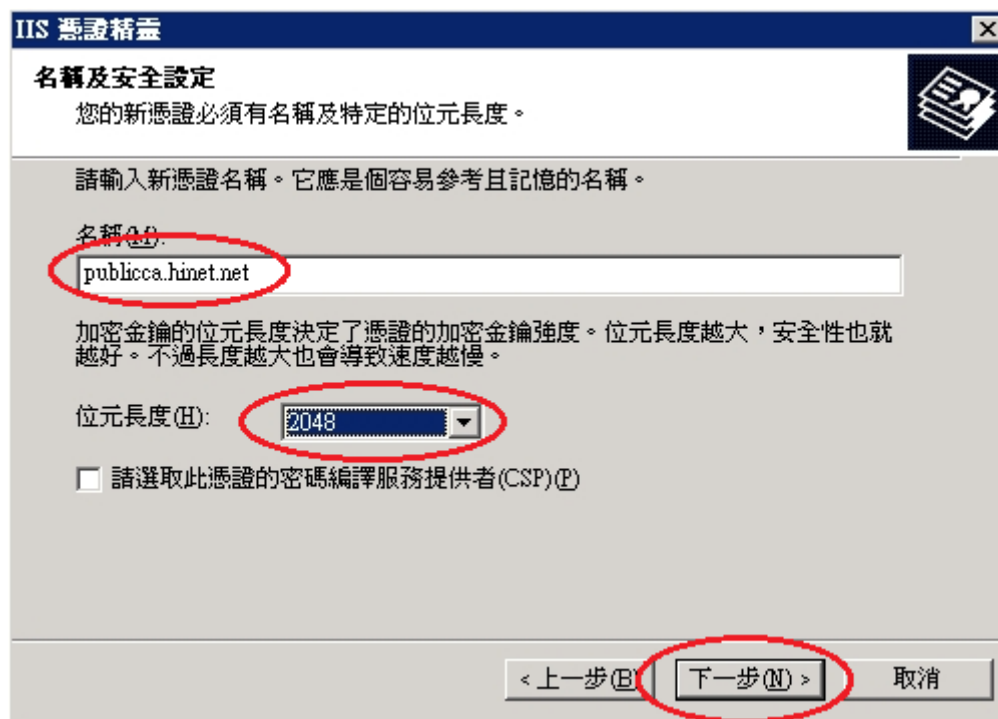 IIS 憑證精靈
名稱及安全設定
您的新憑證必須有名稱及特定的位元長度。
請輸入新憑證名稱。它應是個容易參考且記憶的名稱。
名稱(M):
publicca.hinet.net
加密金鑰的位元長度決定了憑證的加密金鑰強度。位元長度越大，安全性也就
越好。不過長度越大也會導致速度越慢。
位元長度(H):
2048
請選取此憑證的密碼編譯服務提供者(CSP)(P)
< 上一步(B)
下一步(N) >
取消